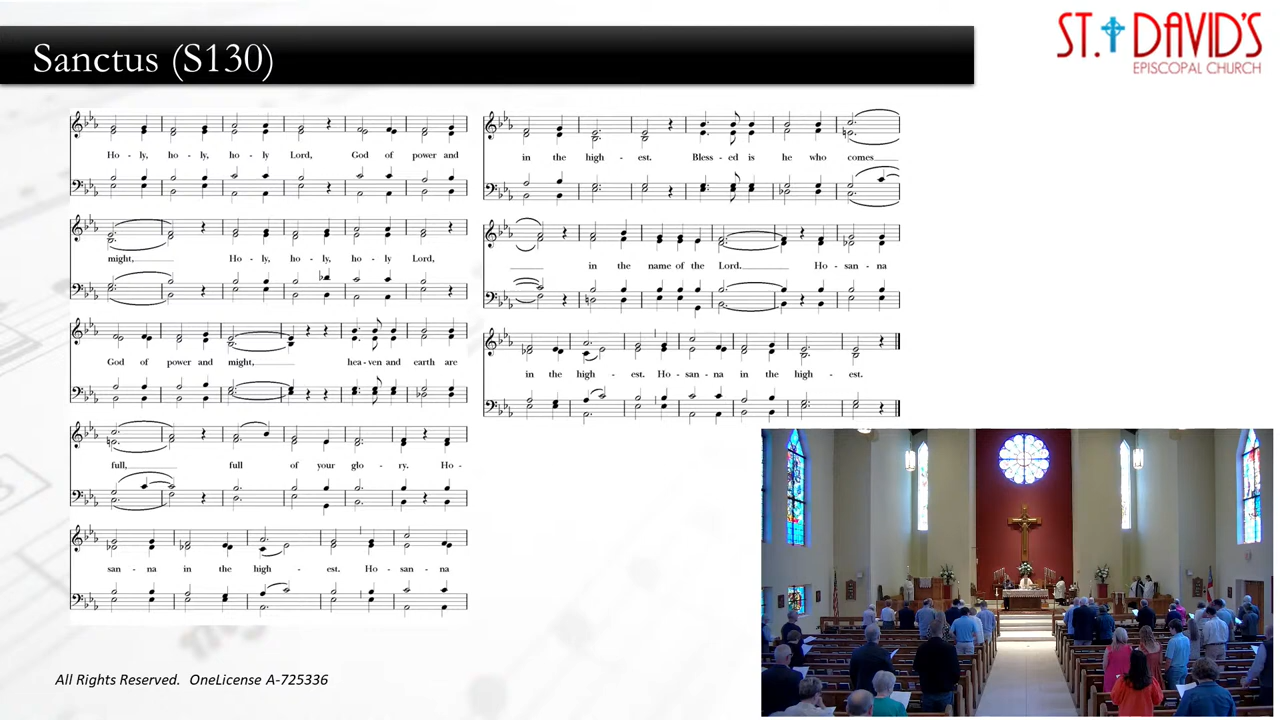 Sanctus (S130)
ST. DAVID'S
EPISCOPAL CHURCH
Ho - ly, ho - ly, ho - ly Lord, God of power and
might, Ho - ly, ho - ly, ho - ly Lord,
God of power and might, hea - ven and earth are
full, full of your glo - ry. Ho -
san - na in the high - est. Ho - san - na
in the high - est. Bless - ed is he who comes
in the name of the Lord. Ho - san - na
in the high - est. Ho - san - na in the high - est.
All Rights Reserved. OneLicense A-725336